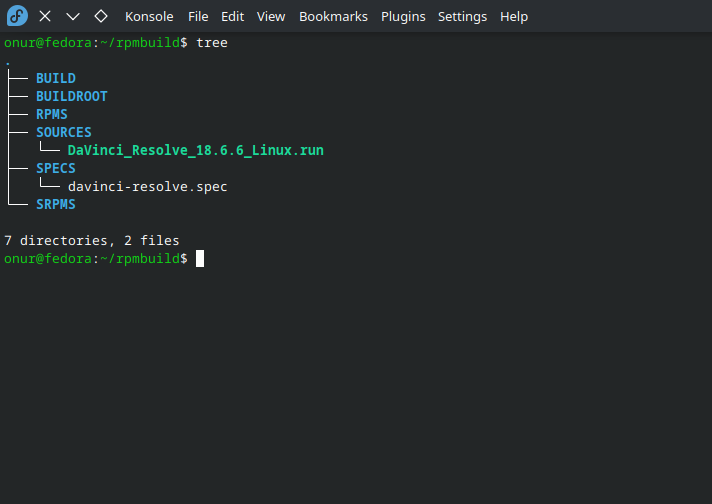 Konsole File Edit View Bookmarks Plugins Settings Help
onur@fedora:~/rpmbuild$ tree
.
├── BUILD
├── BUILDROOT
├── RPMS
├── SOURCES
│   └── DaVinci_Resolve_18.6.6_Linux.run
├── SPECS
│   └── davinci-resolve.spec
└── SRPMS
7 directories, 2 files
onur@fedora:~/rpmbuild$